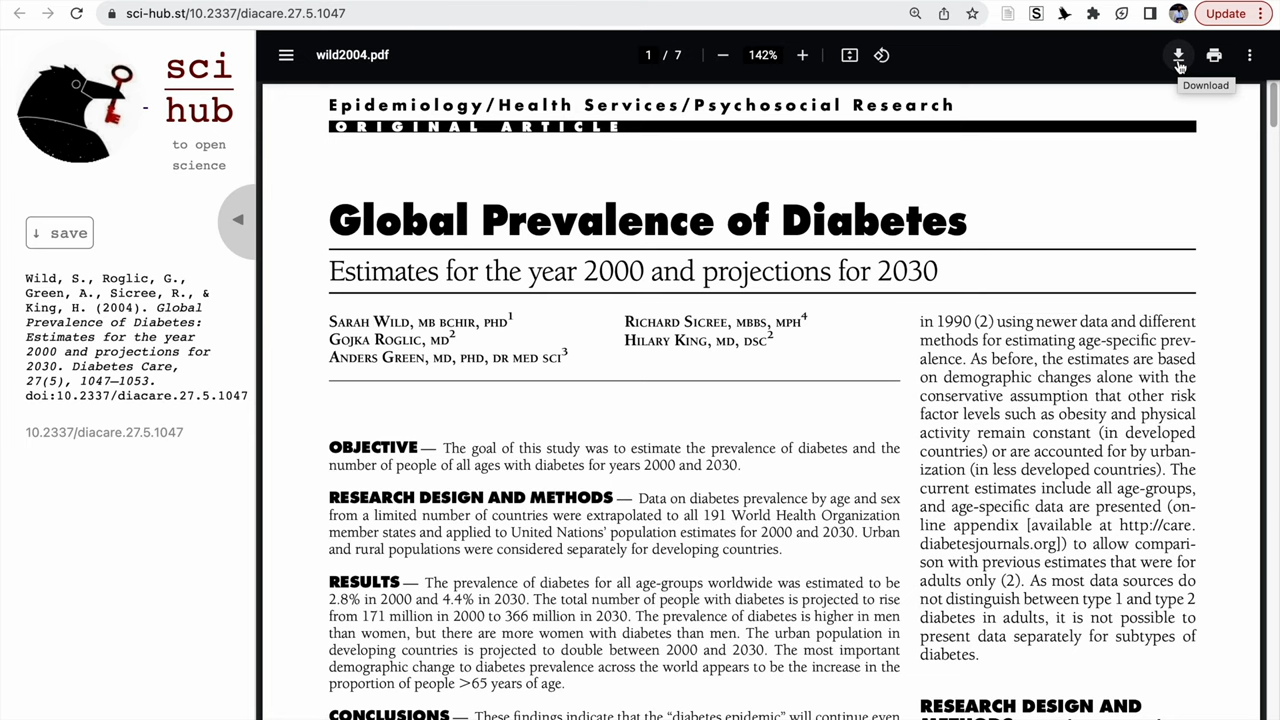 sci-hub.st/10.2337/diacare.27.5.1047
Update
sci
hub
to open
science
↓ save
Wild, S., Roglic, G.,
Green, A., Sicree, R., &
King, H. (2004). Global
Prevalence of Diabetes:
Estimates for the year
2000 and projections for
2030. Diabetes Care,
27(5), 1047–1053.
doi:10.2337/diacare.27.5.1047
10.2337/diacare.27.5.1047
wild2004.pdf
1 / 7
142%
Download
Epidemiology/Health Services/Psychosocial Research
ORIGINAL ARTICLE
Global Prevalence of Diabetes
Estimates for the year 2000 and projections for 2030
SARAH WILD, MB BCHIR, PHD1
GOJKA ROGLIC, MD2
ANDERS GREEN, MD, PHD, DR MED SCI3
RICHARD SICREE, MBBS, MPH4
HILARY KING, MD, DSC2
OBJECTIVE — The goal of this study was to estimate the prevalence of diabetes and the
number of people of all ages with diabetes for years 2000 and 2030.
RESEARCH DESIGN AND METHODS — Data on diabetes prevalence by age and sex
from a limited number of countries were extrapolated to all 191 World Health Organization
member states and applied to United Nations' population estimates for 2000 and 2030. Urban
and rural populations were considered separately for developing countries.
RESULTS — The prevalence of diabetes for all age-groups worldwide was estimated to be
2.8% in 2000 and 4.4% in 2030. The total number of people with diabetes is projected to rise
from 171 million in 2000 to 366 million in 2030. The prevalence of diabetes is higher in men
than women, but there are more women with diabetes than men. The urban population in
developing countries is projected to double between 2000 and 2030. The most important
demographic change to diabetes prevalence across the world appears to be the increase in the
proportion of people >65 years of age.
CONCLUSIONS — These findings indicate that the "diabetes epidemic" will continue even
in 1990 (2) using newer data and different
methods for estimating age-specific prev-
alence. As before, the estimates are based
on demographic changes alone with the
conservative assumption that other risk
factor levels such as obesity and physical
activity remain constant (in developed
countries) or are accounted for by urban-
ization (in less developed countries). The
current estimates include all age-groups,
and age-specific data are presented (on-
line appendix [available at http://care.
diabetesjournals.org]) to allow compari-
son with previous estimates that were for
adults only (2). As most data sources do
not distinguish between type 1 and type 2
diabetes in adults, it is not possible to
present data separately for subtypes of
diabetes.
RESEARCH DESIGN AND
METHODS